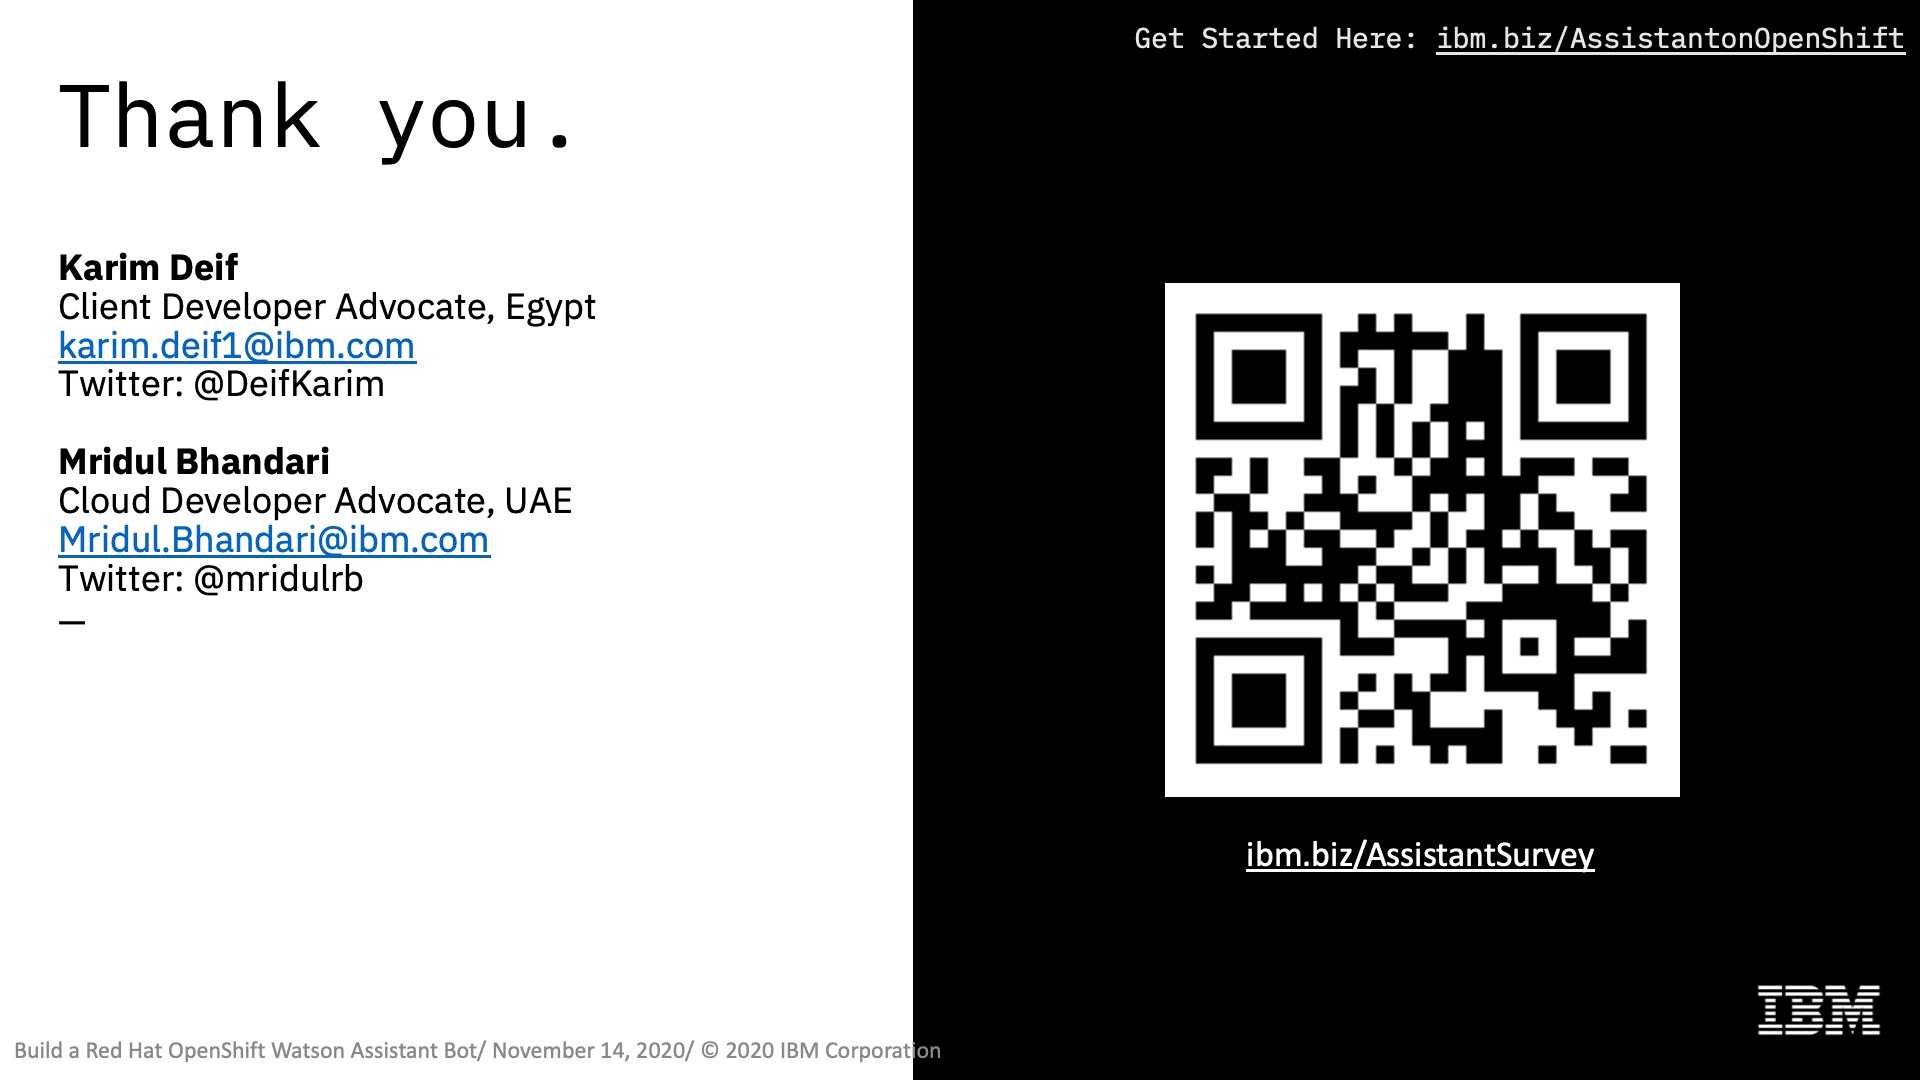 Get Started Here: ibm.biz/AssistantonOpenShift
Thank you.
Karim Deif
Client Developer Advocate, Egypt
karim.deif1@ibm.com
Twitter: @DeifKarim
Mridul Bhandari
Cloud Developer Advocate, UAE
Mridul.Bhandari@ibm.com
Twitter: @mridulrb
—
ibm.biz/AssistantSurvey
IBM
Build a Red Hat OpenShift Watson Assistant Bot/ November 14, 2020/ © 2020 IBM Corporation